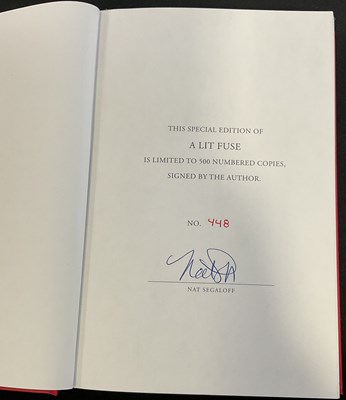 THIS SPECIAL EDITION OF
A LIT FUSE
IS LIMITED TO 500 NUMBERED COPIES,
SIGNED BY THE AUTHOR.
NO. 448
NAT SEGALOFF